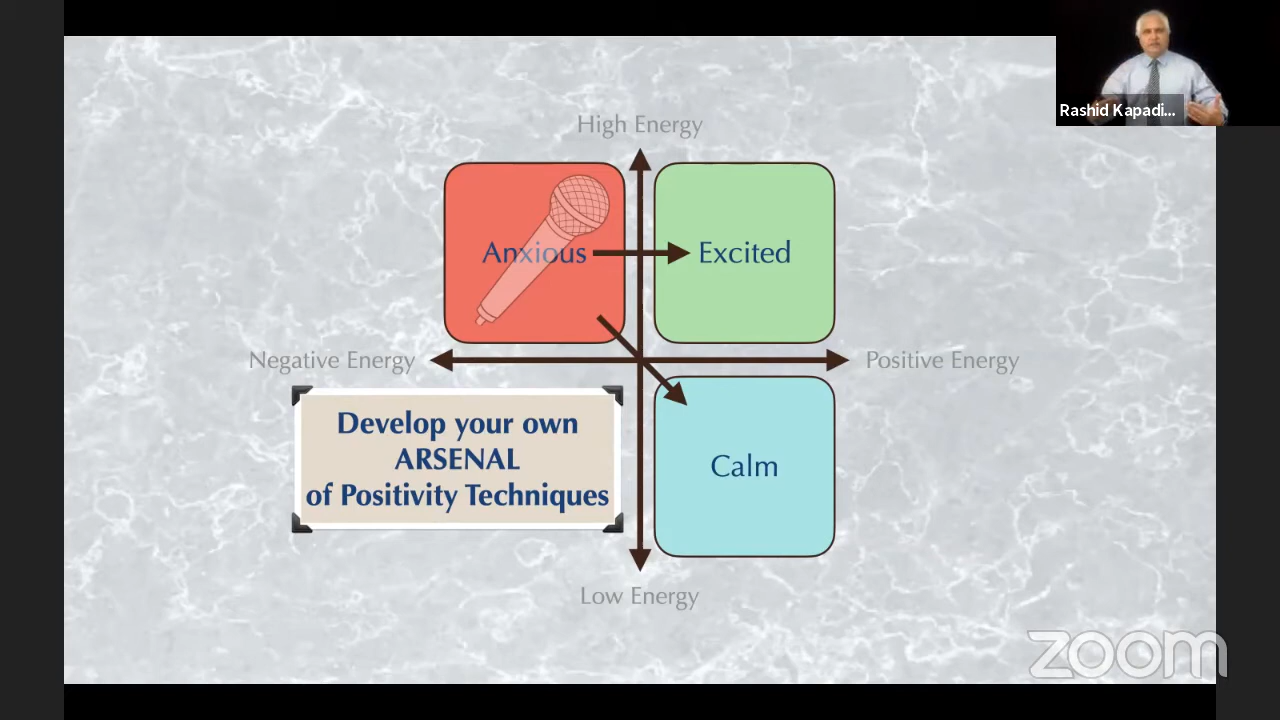 Rashid Kapadi...
High Energy
Anxious
Excited
Negative Energy
Positive Energy
Develop your own
ARSENAL
of Positivity Techniques
Calm
Low Energy
zoom